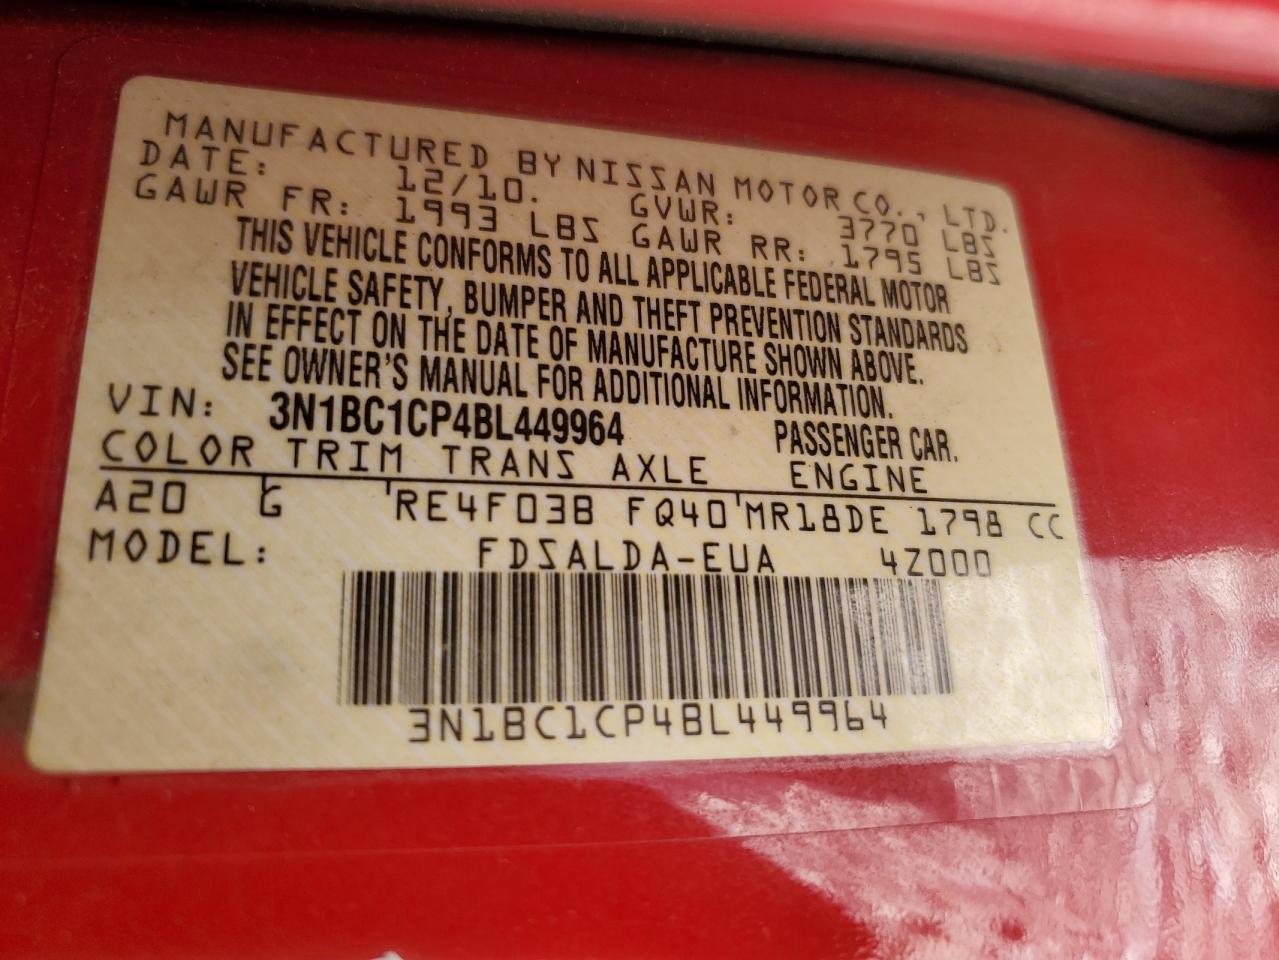 MANUFACTURED BY NISSAN MOTOR CO., LTD.
DATE: 12/10. GVWR: 3770 LBS
GAWR FR: 1993 LBS GAWR RR: 1795 LBS
THIS VEHICLE CONFORMS TO ALL APPLICABLE FEDERAL MOTOR
VEHICLE SAFETY, BUMPER AND THEFT PREVENTION STANDARDS
IN EFFECT ON THE DATE OF MANUFACTURE SHOWN ABOVE.
SEE OWNER'S MANUAL FOR ADDITIONAL INFORMATION.
VIN: 3N1BC1CP4BL449964 PASSENGER CAR.
COLOR TRIM TRANS AXLE ENGINE
A20 G RE4F03B FQ40 MR18DE 1798 CC
MODEL: FDSALDA-EUA 4Z000
3N1BC1CP4BL449964